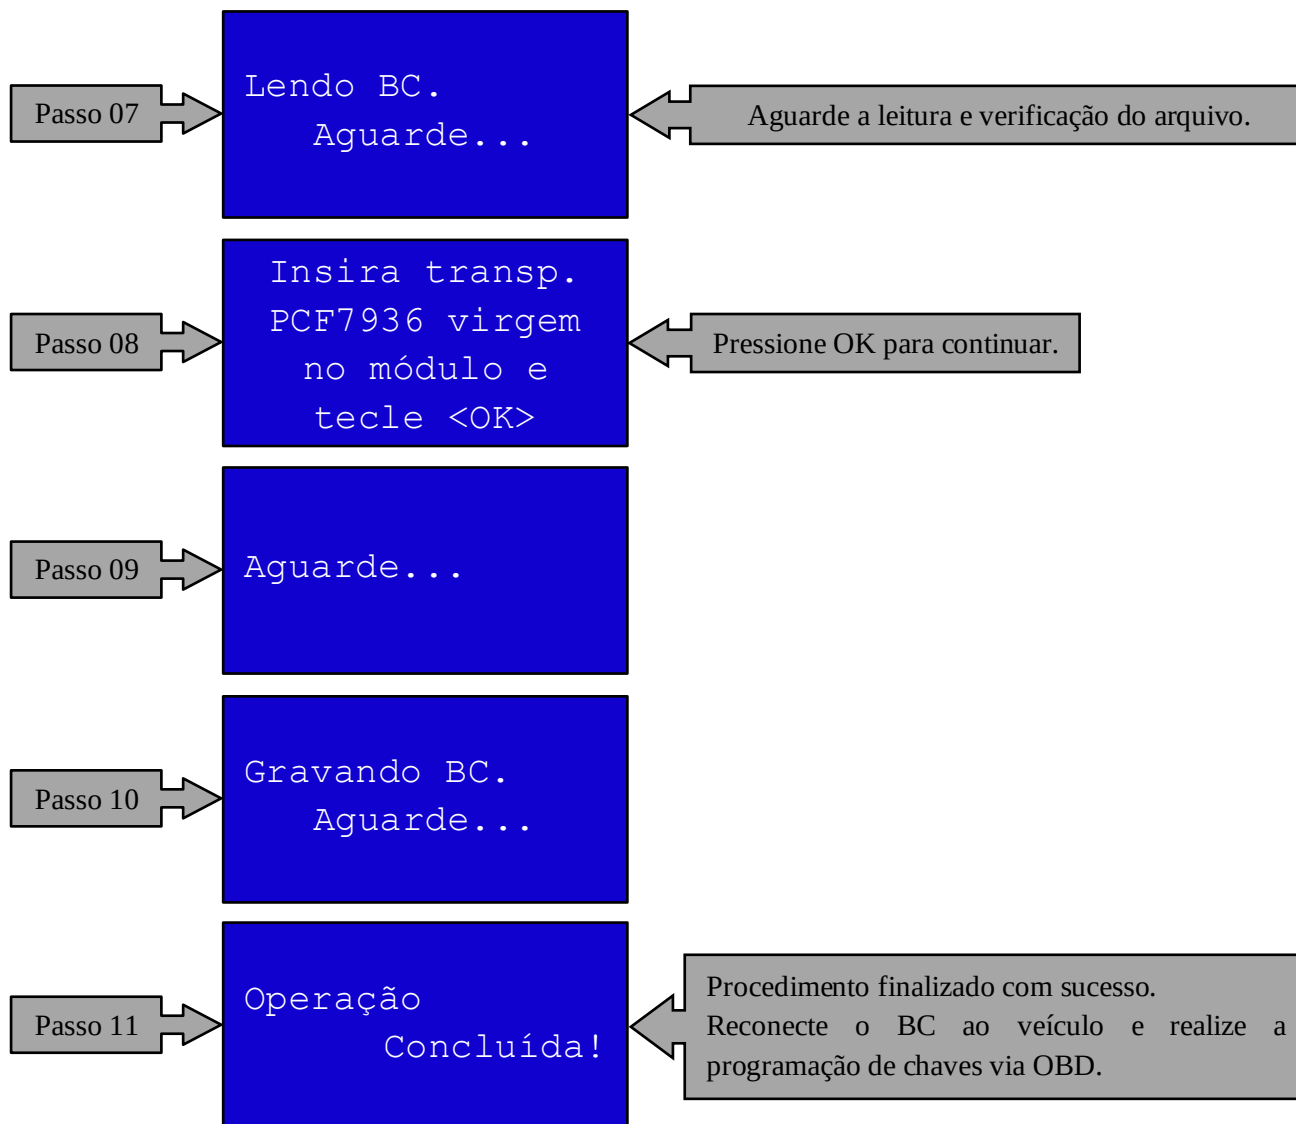 Passo 07
Lendo BC.
Aguarde...
Aguarde a leitura e verificação do arquivo.
Passo 08
Insira transp.
PCF7936 virgem
no módulo e
tecle <OK>
Pressione OK para continuar.
Passo 09
Aguarde...
Passo 10
Gravando BC.
Aguarde...
Passo 11
Operação
Concluída!
Procedimento finalizado com sucesso.
Reconecte o BC ao veículo e realize a
programação de chaves via OBD.